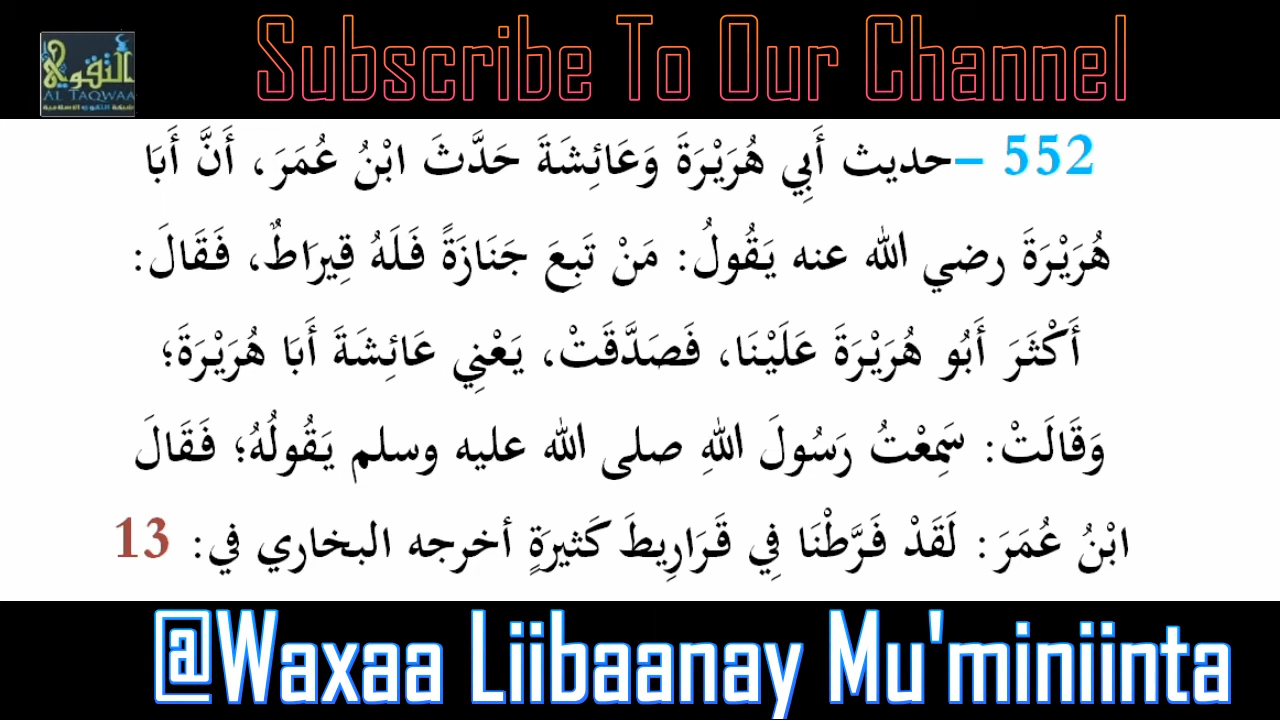 Subscribe To Our Channel
التقوى
AL TAQWAA
552 –حديث أَبِي هُرَيْرَةَ وَعَائِشَةَ حَدَّثَ ابْنُ عُمَرَ، أَنَّ أَبَا
هُرَيْرَةَ رضي الله عنه يَقُولُ: مَنْ تَبِعَ جَنَازَةً فَلَهُ قِيرَاطٌ، فَقَالَ:
أَكْثَرَ أَبُو هُرَيْرَةَ عَلَيْنَا، فَصَدَّقَتْ، يَعْنِي عَائِشَةَ أَبَا هُرَيْرَةَ؛
وَقَالَتْ: سَمِعْتُ رَسُولَ اللهِ صلى الله عليه وسلم يَقُولُهُ؛ فَقَالَ
ابْنُ عُمَرَ: لَقَدْ فَرَّطْنَا فِي قَرَارِيطَ كَثيرَةٍ أخرجه البخاري في: 13
@Waxaa Liibaanay Mu'miniinta